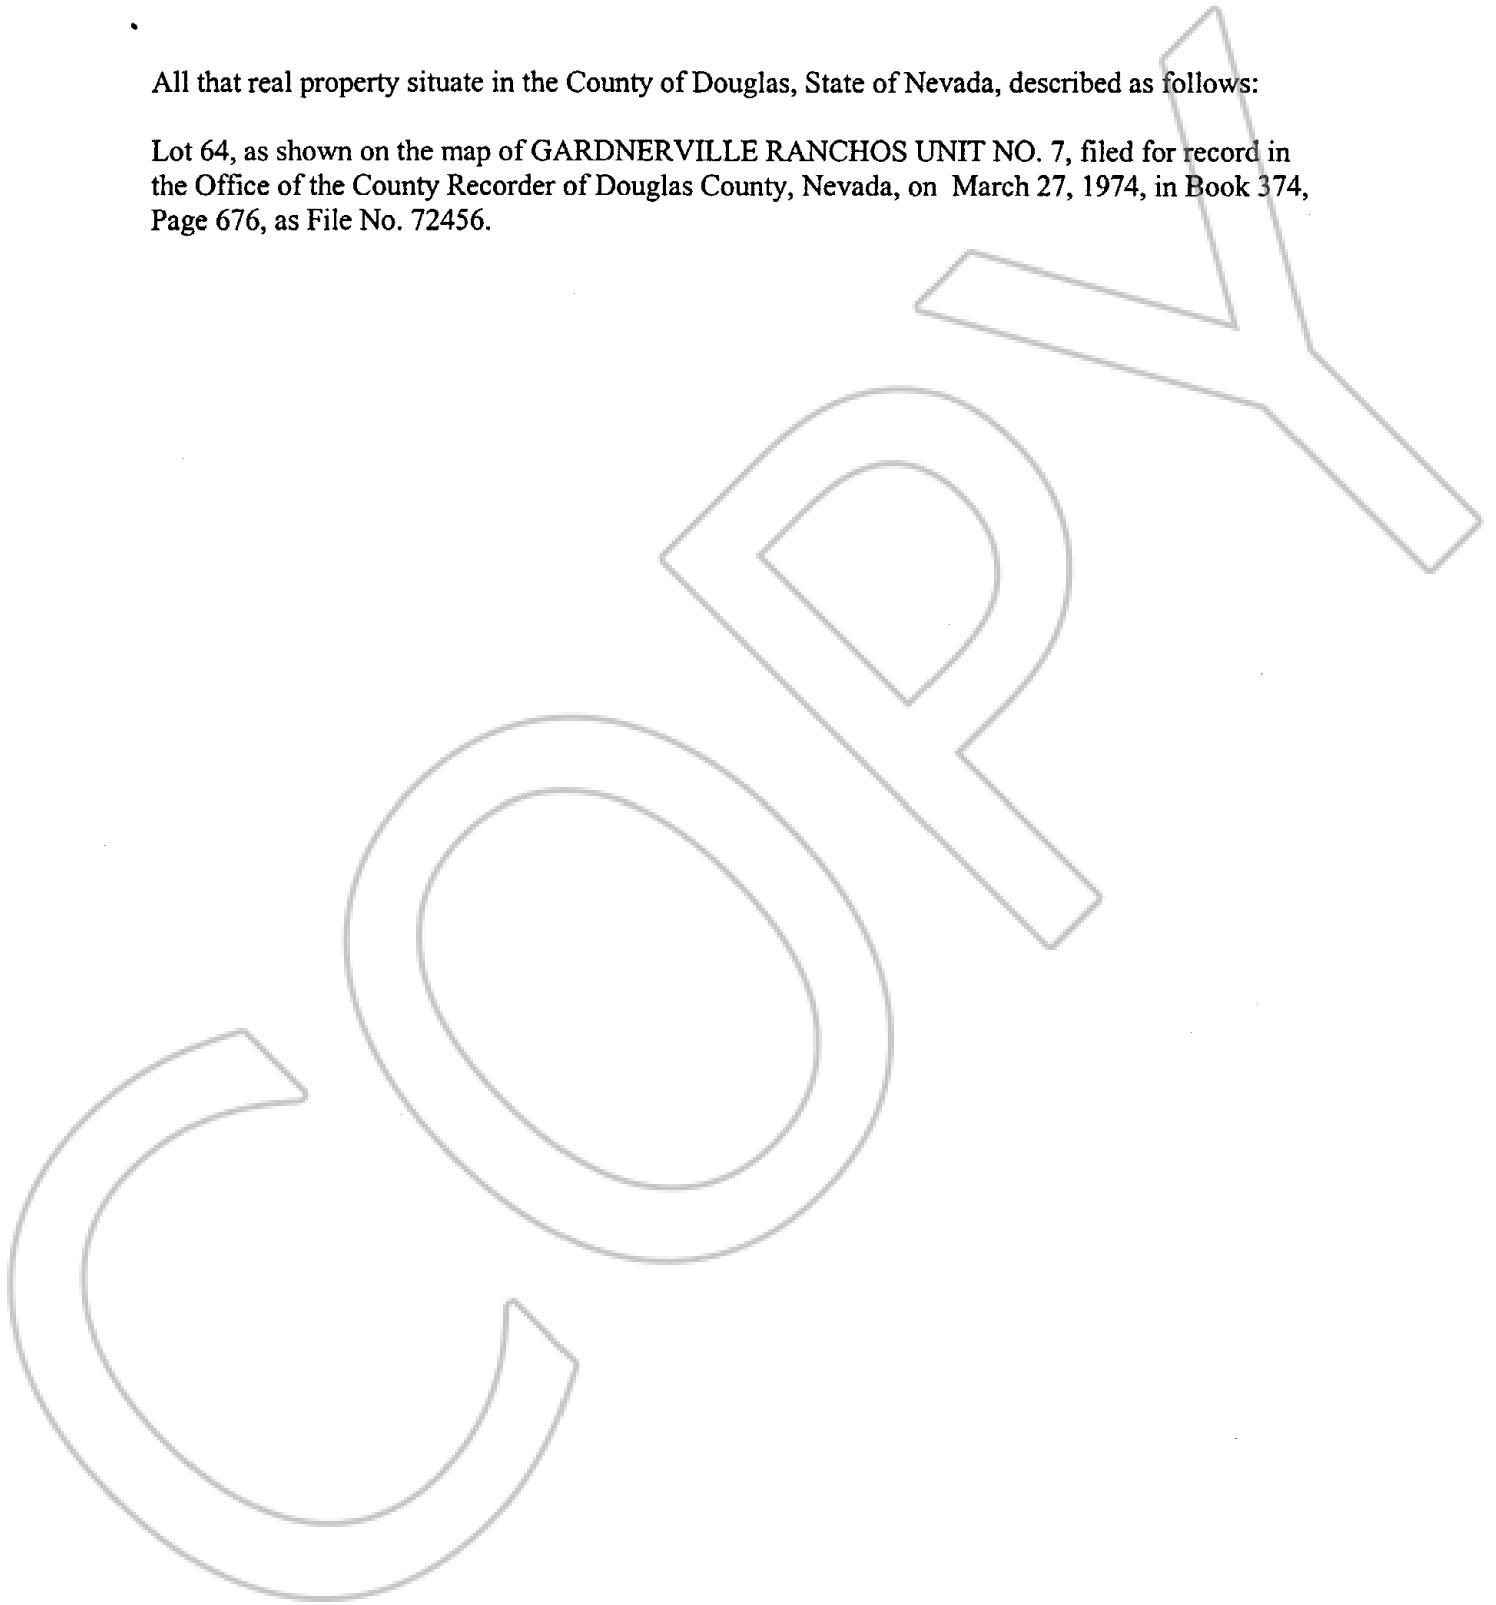 All that real property situate in the County of Douglas, State of Nevada, described as follows:
Lot 64, as shown on the map of GARDNERVILLE RANCHOS UNIT NO. 7, filed for record in
the Office of the County Recorder of Douglas County, Nevada, on March 27, 1974, in Book 374,
Page 676, as File No. 72456.
COPY